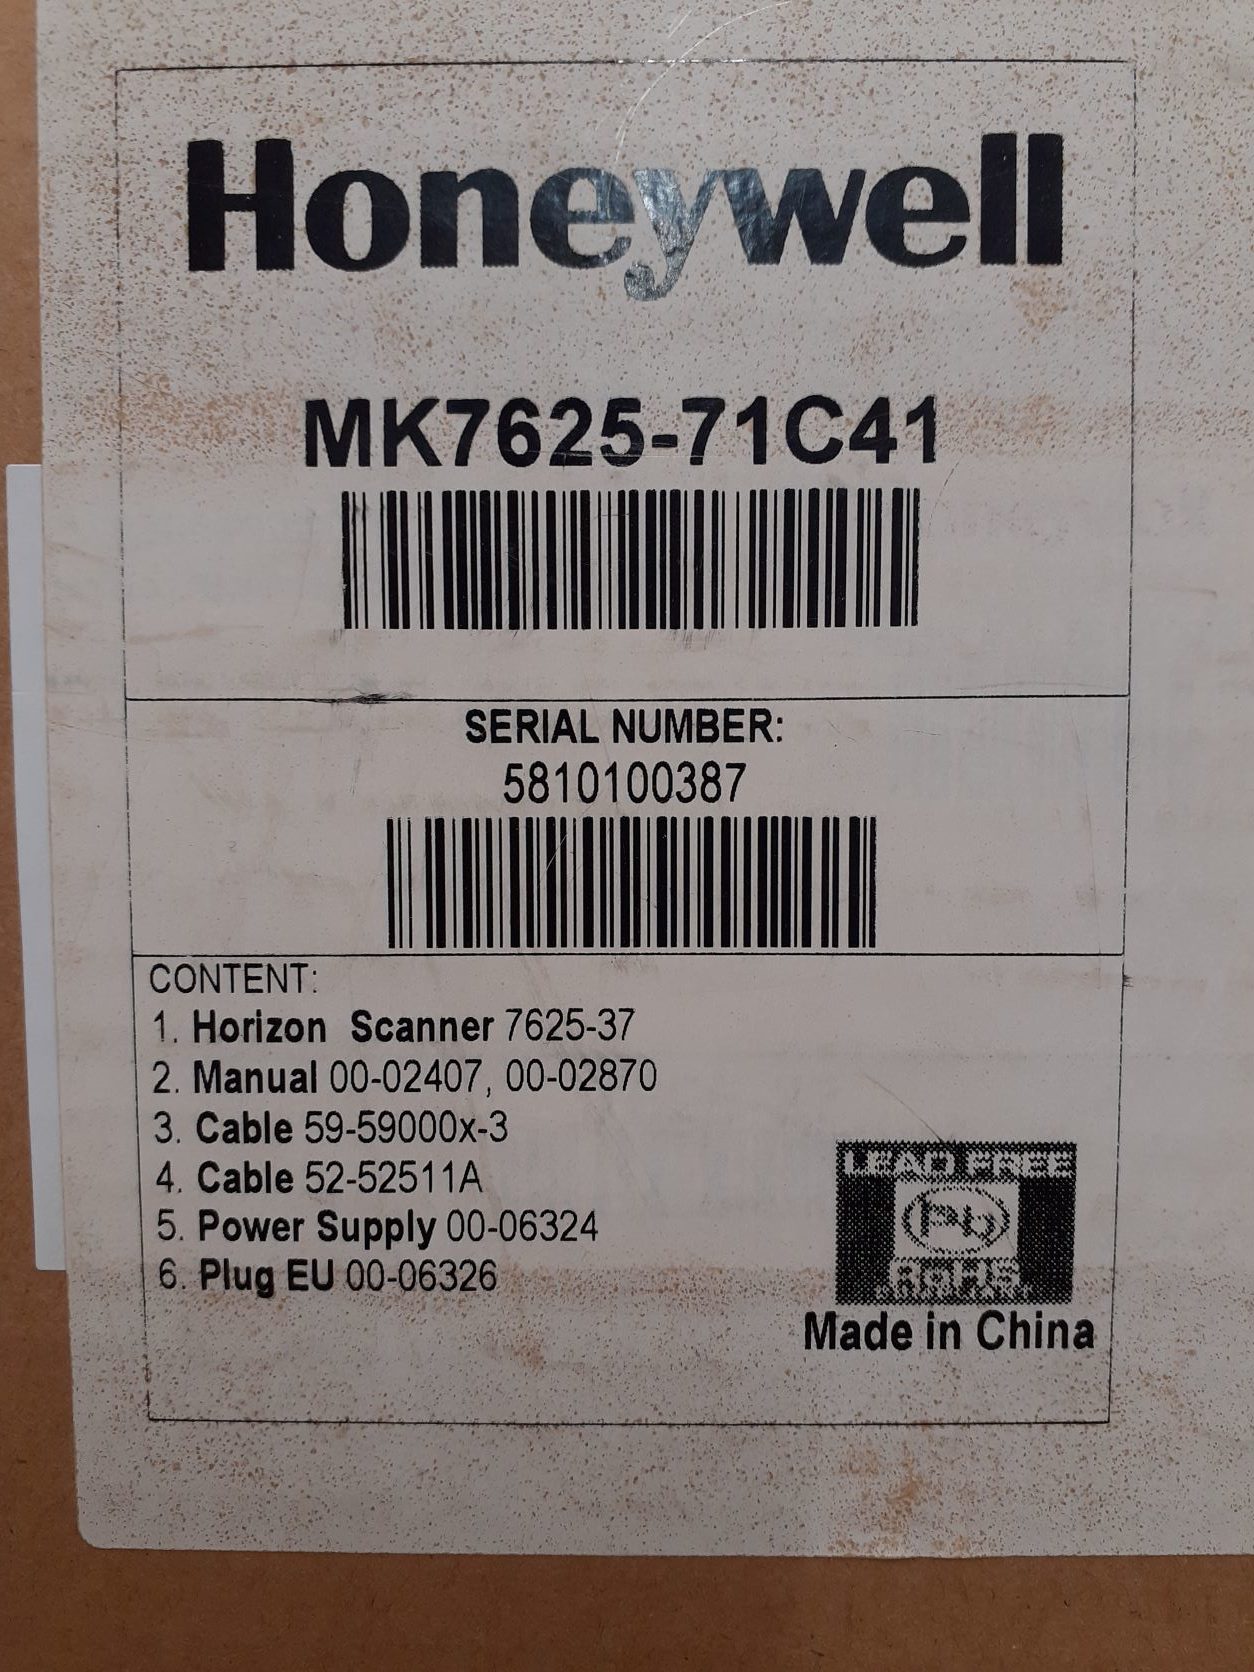 Honeywell
MK7625-71C41
SERIAL NUMBER:
5810100387
CONTENT:
1. Horizon  Scanner 7625-37
2. Manual 00-02407, 00-02870
3. Cable 59-59000x-3
4. Cable 52-52511A
5. Power Supply 00-06324
6. Plug EU 00-06326
LEAD FREE
Pb
RoHS
Made in China